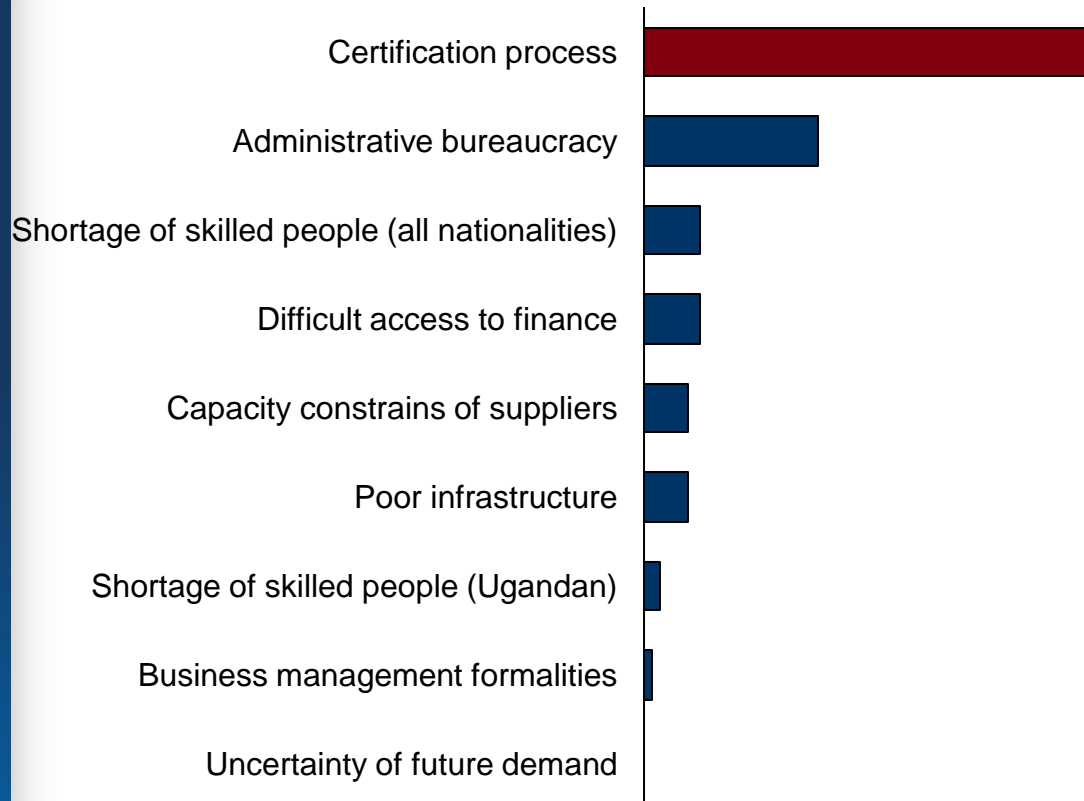 Certification process
Administrative bureaucracy
Shortage of skilled people (all nationalities)
Difficult access to finance
Capacity constrains of suppliers
Poor infrastructure
Shortage of skilled people (Ugandan)
Business management formalities
Uncertainty of future demand